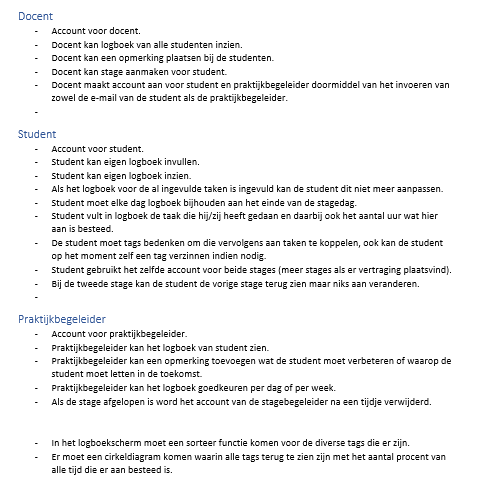 Docent
- Account voor docent.
- Docent kan logboek van alle studenten inzien.
- Docent kan een opmerking plaatsen bij de studenten.
- Docent kan stage aanmaken voor student.
- Docent maakt account aan voor student en praktijkbegeleider doormiddel van het invoeren van
zowel de e-mail van de student als de praktijkbegeleider.
-
Student
- Account voor student.
- Student kan eigen logboek invullen.
- Student kan eigen logboek inzien.
- Als het logboek voor de al ingevulde taken is ingevuld kan de student dit niet meer aanpassen.
- Student moet elke dag logboek bijhouden aan het einde van de stagedag.
- Student vult in logboek de taak die hij/zij heeft gedaan en daarbij ook het aantal uur wat hier
aan is besteed.
- De student moet tags bedenken om die vervolgens aan taken te koppelen, ook kan de student
op het moment zelf een tag verzinnen indien nodig.
- Student gebruikt het zelfde account voor beide stages (meer stages als er vertraging plaatsvind).
- Bij de tweede stage kan de student de vorige stage terug zien maar niks aan veranderen.
-
Praktijkbegeleider
- Account voor praktijkbegeleider.
- Praktijkbegeleider kan het logboek van student zien.
- Praktijkbegeleider kan een opmerking toevoegen wat de student moet verbeteren of waarop de
student moet letten in de toekomst.
- Praktijkbegeleider kan het logboek goedkeuren per dag of per week.
- Als de stage afgelopen is word het account van de stagebegeleider na een tijdje verwijderd.
- In het logboekscherm moet een sorteer functie komen voor de diverse tags die er zijn.
- Er moet een cirkeldiagram komen waarin alle tags terug te zien zijn met het aantal procent van
alle tijd die er aan besteed is.